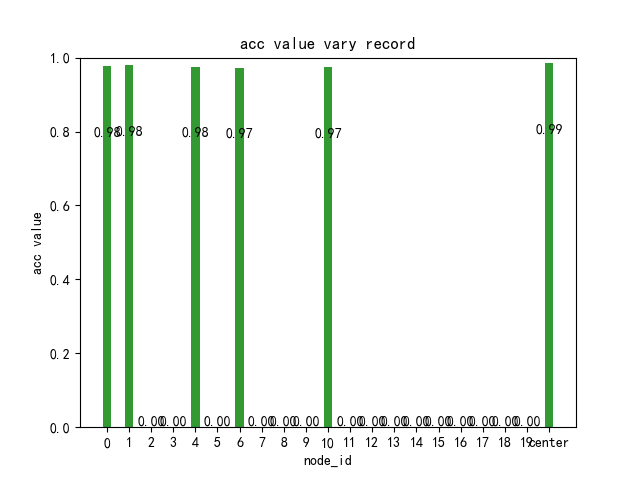 acc value vary record
acc value
1.0
0.8
0.6
0.4
0.2
0.0
0.98 0.98 0.98 0.97 0.97 0.99
0.00 0.00 0.00 0.00 0.00 0.00 0.00 0.00 0.00 0.00 0.00 0.00 0.00 0.00 0.00
0 1 2 3 4 5 6 7 8 9 10 11 12 13 14 15 16 17 18 19 center
node_id